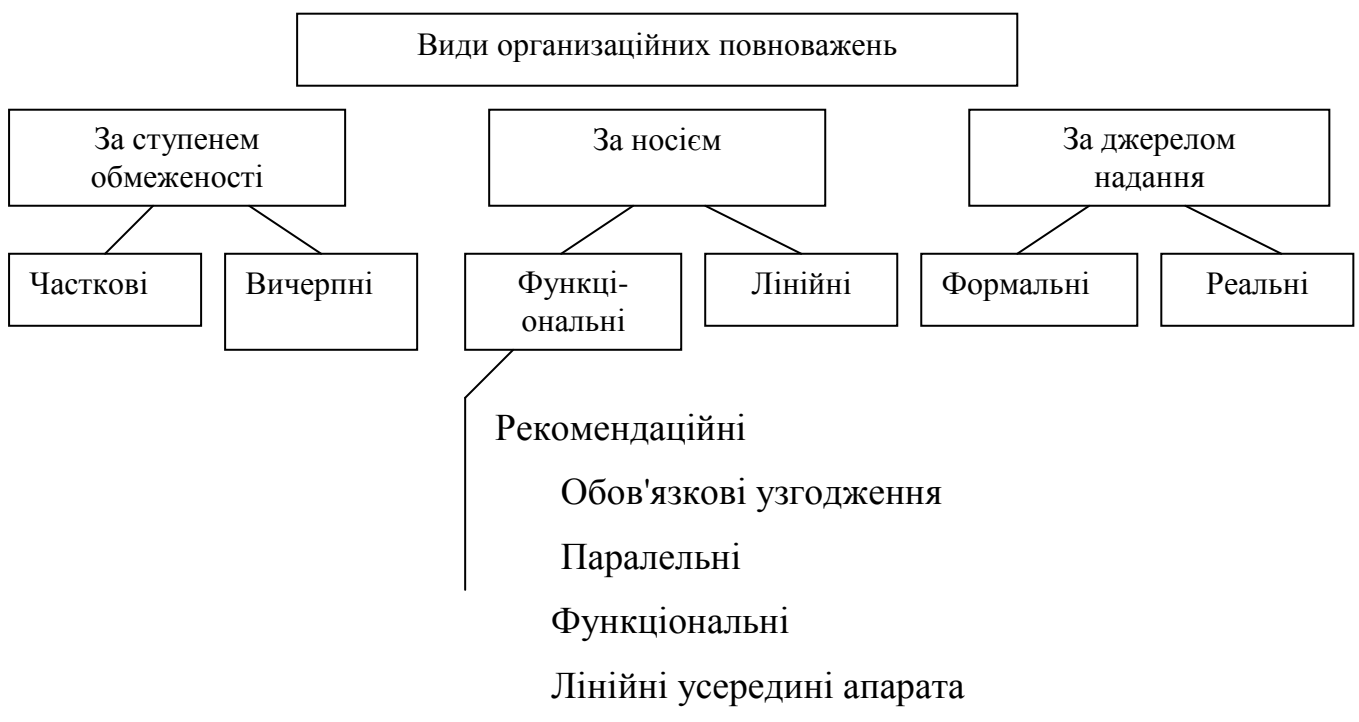 Види организаційних повноважень
За ступенем
обмеженості
За носієм
За джерелом
надання
Часткові
Вичерпні
Функці-
ональні
Лінійні
Формальні
Реальні
Рекомендаційні
Обов'язкові узгодження
Паралельні
Функціональні
Лінійні усередині апарата